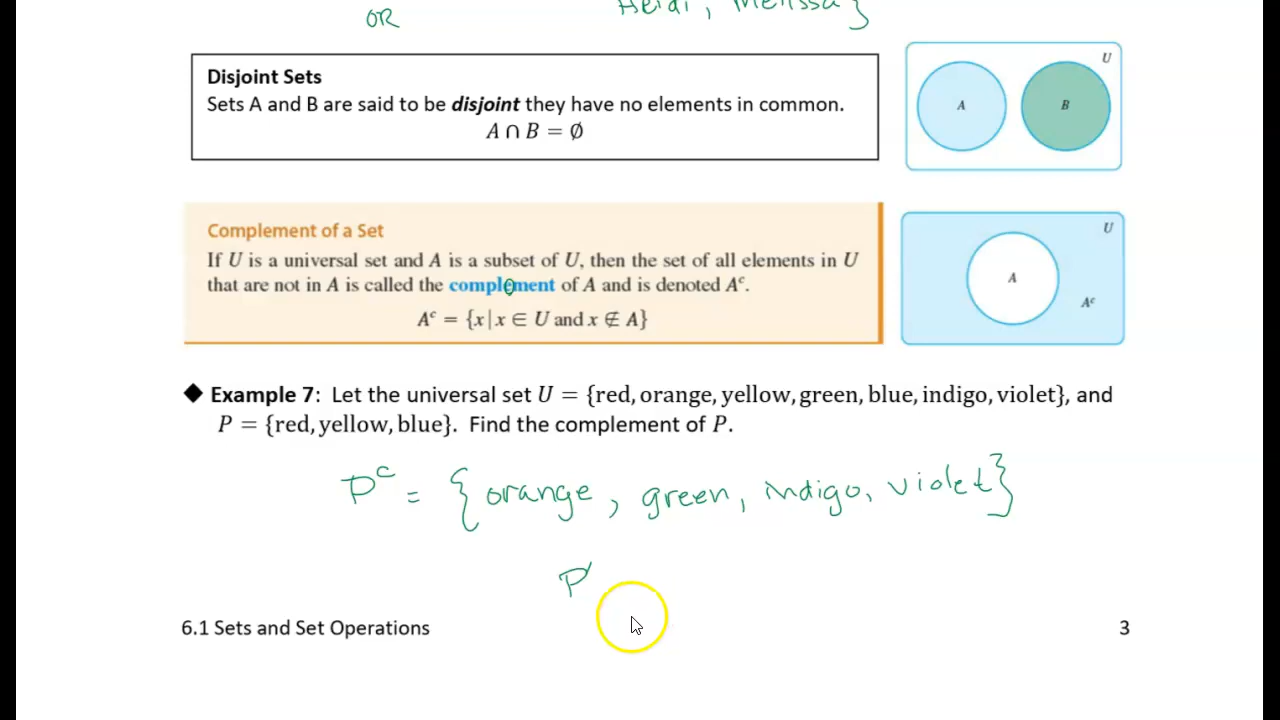 OR Heidi, Melissa}
Disjoint Sets
Sets A and B are said to be disjoint they have no elements in common.
A ∩ B = ∅
U
A
B
Complement of a Set
If U is a universal set and A is a subset of U, then the set of all elements in U
that are not in A is called the complement of A and is denoted Aᶜ.
Aᶜ = {x | x ∈ U and x ∉ A}
U
A
Aᶜ
◆ Example 7: Let the universal set U = {red, orange, yellow, green, blue, indigo, violet}, and
P = {red, yellow, blue}. Find the complement of P.
Pᶜ = {orange, green, indigo, violet}
P'
6.1 Sets and Set Operations
3